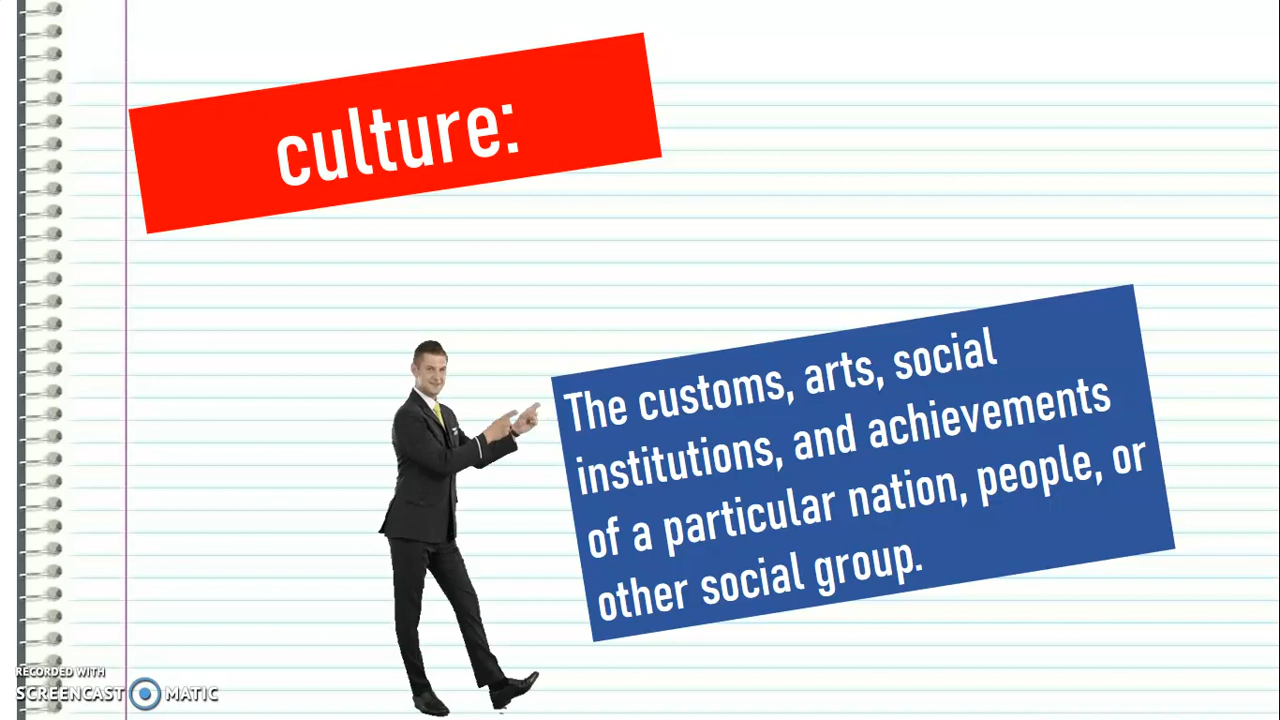 culture:
The customs, arts, social
institutions, and achievements
of a particular nation, people, or
other social group.
RECORDED WITH
SCREENCAST MATIC